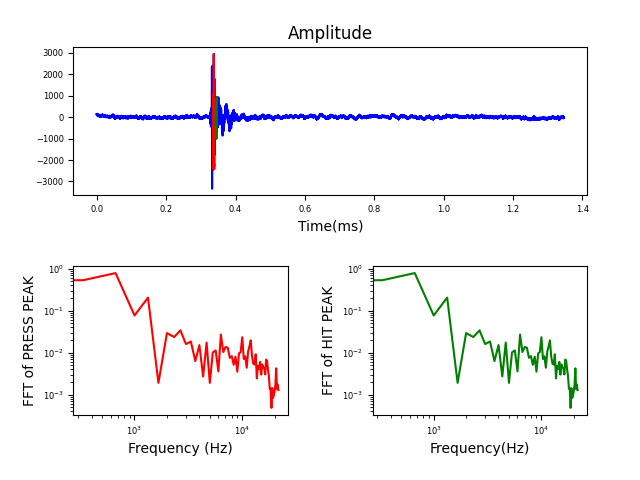 Amplitude
3000
2000
1000
0
−1000
−2000
−3000
0.0 0.2 0.4 0.6 0.8 1.0 1.2 1.4
Time(ms)
FFT of PRESS PEAK
10⁰
10⁻¹
10⁻²
10⁻³
10³ 10⁴
Frequency (Hz)
FFT of HIT PEAK
10⁰
10⁻¹
10⁻²
10⁻³
10³ 10⁴
Frequency(Hz)